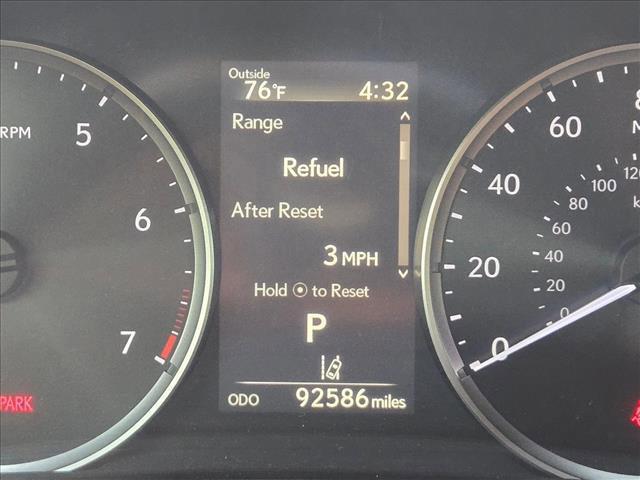 Outside
76°F 4:32
Range
Refuel
After Reset
3 MPH
Hold ⦿ to Reset
P
ODO 92586 miles
RPM
5
6
7
PARK
0
20
40
60
0
20
40
60
80
100
120